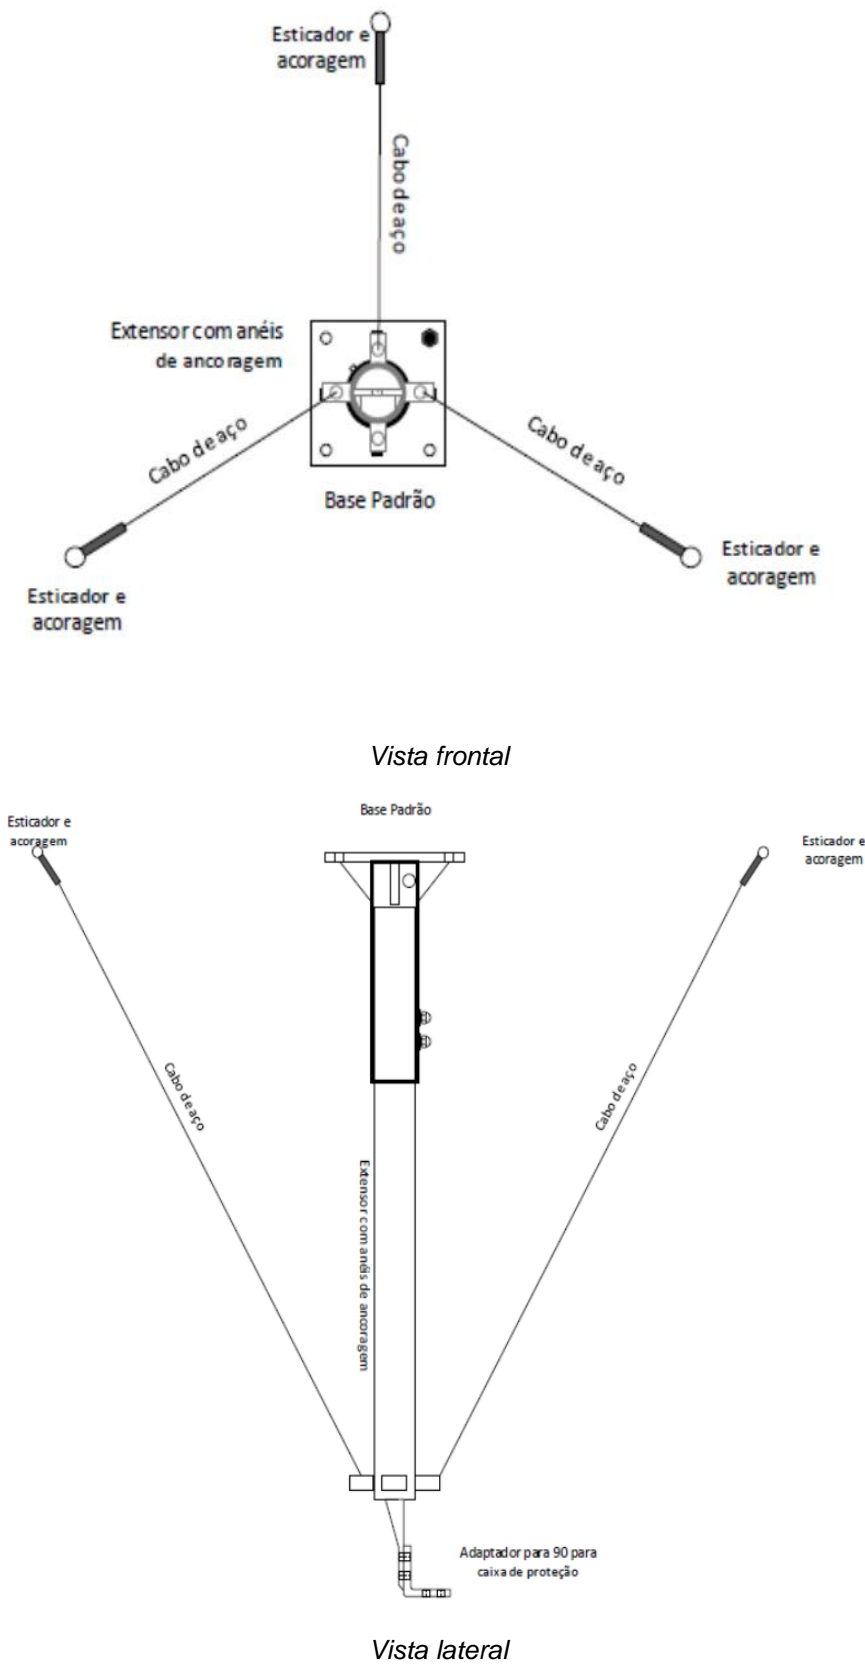 Esticador e
acoragem
Cabo de aço
Extensor com anéis
de ancoragem
Cabo de aço
Cabo de aço
Base Padrão
Esticador e
acoragem
Esticador e
acoragem
Vista frontal
Base Padrão
Esticador e
acoragem
Esticador e
acoragem
Cabo de aço
Cabo de aço
Extensor com anéis de ancoragem
Adaptador para 90 para
caixa de proteção
Vista lateral